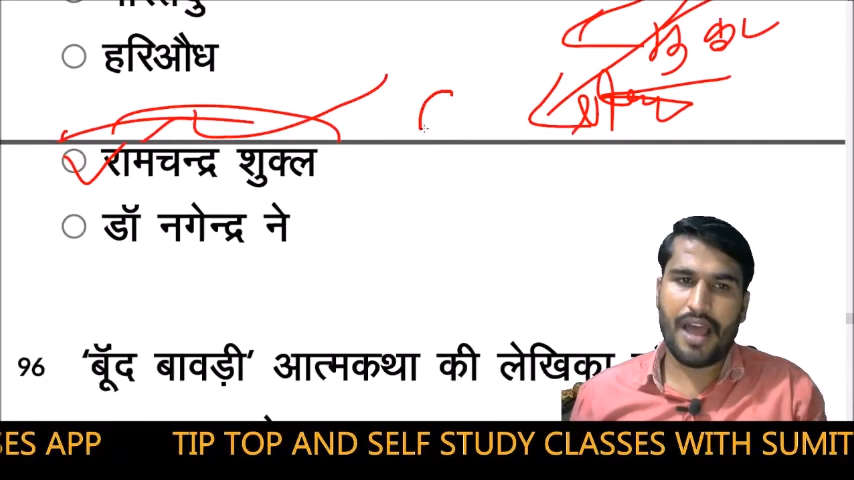 हरिऔध
रामचन्द्र शुक्ल
डॉ नगेन्द्र ने
96 ‘बूँद बावड़ी’ आत्मकथा की लेखिका
SES APP TIP TOP AND SELF STUDY CLASSES WITH SUMIT